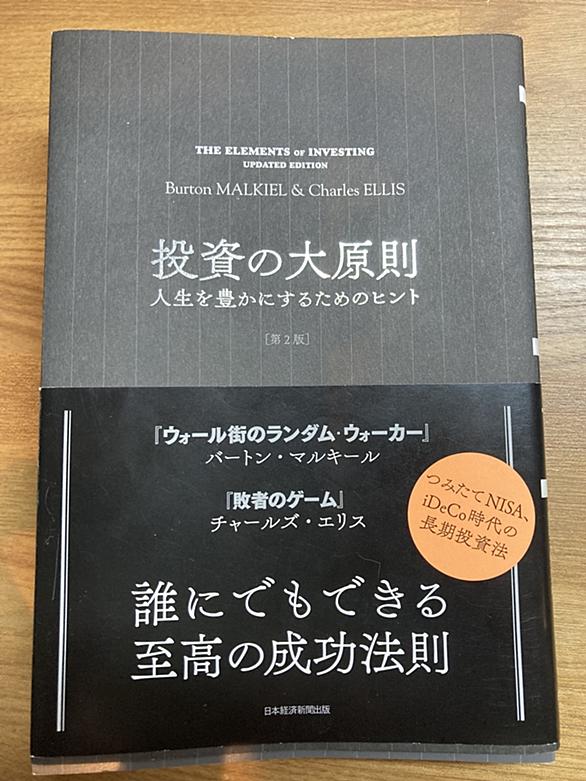 THE ELEMENTS OF INVESTING
UPDATED EDITION
Burton MALKIEL & Charles ELLIS
投資の大原則
人生を豊かにするためのヒント
[第2版]
『ウォール街のランダム・ウォーカー』
バートン・マルキール
『敗者のゲーム』
チャールズ・エリス
つみたてNISA、
iDeCo時代の
長期投資法
誰にでもできる
至高の成功法則
日本経済新聞出版